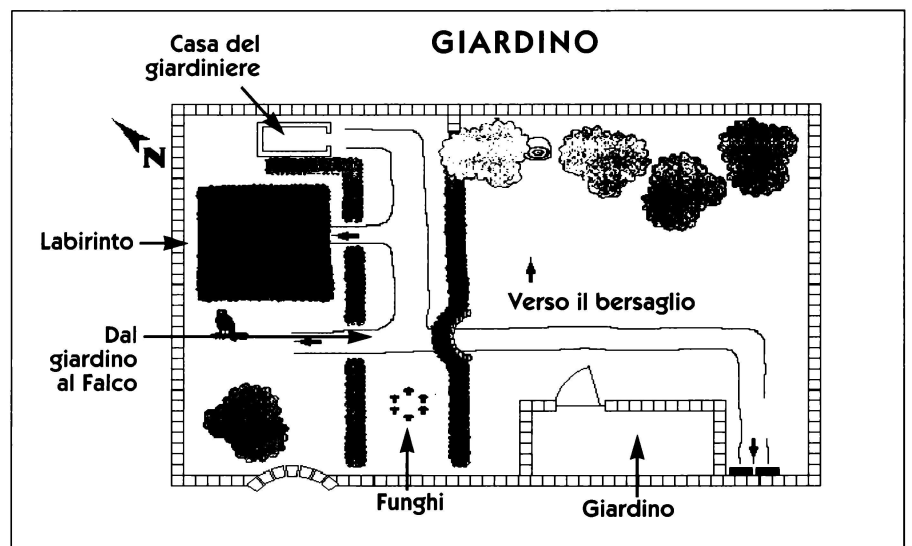 GIARDINO
Casa del
giardiniere
N
Labirinto
Verso il bersaglio
Dal
giardino
al Falco
Funghi
Giardino